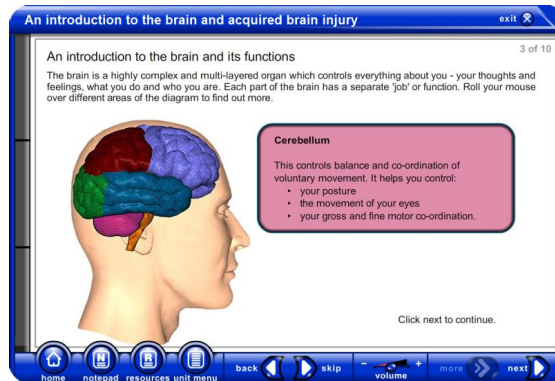 An introduction to the brain and acquired brain injury
exit
3 of 10
An introduction to the brain and its functions
The brain is a highly complex and multi-layered organ which controls everything about you - your thoughts and
feelings, what you do and who you are. Each part of the brain has a separate 'job' or function. Roll your mouse
over different areas of the diagram to find out more.
Cerebellum
This controls balance and co-ordination of
voluntary movement. It helps you control:
• your posture
• the movement of your eyes
• your gross and fine motor co-ordination.
Click next to continue.
N
R
back
skip
- +
volume
more
next
home
notepad
resources
unit menu